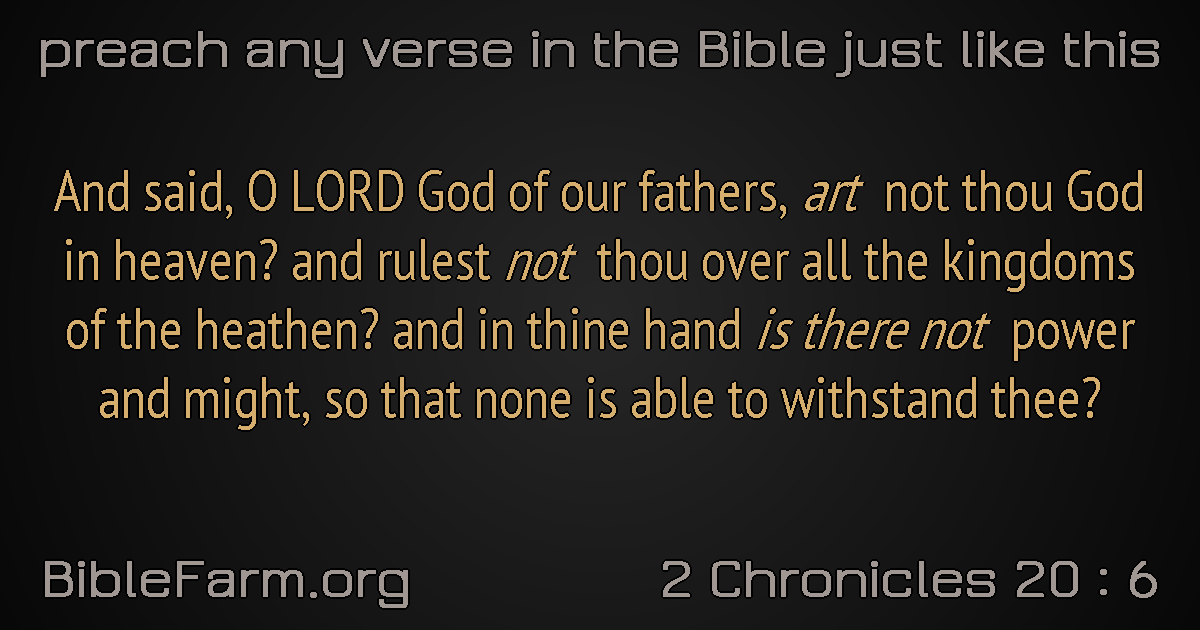 preach any verse in the Bible just like this
And said, O LORD God of our fathers, art not thou God
in heaven? and rulest not thou over all the kingdoms
of the heathen? and in thine hand is there not power
and might, so that none is able to withstand thee?
BibleFarm.org
2 Chronicles 20 : 6